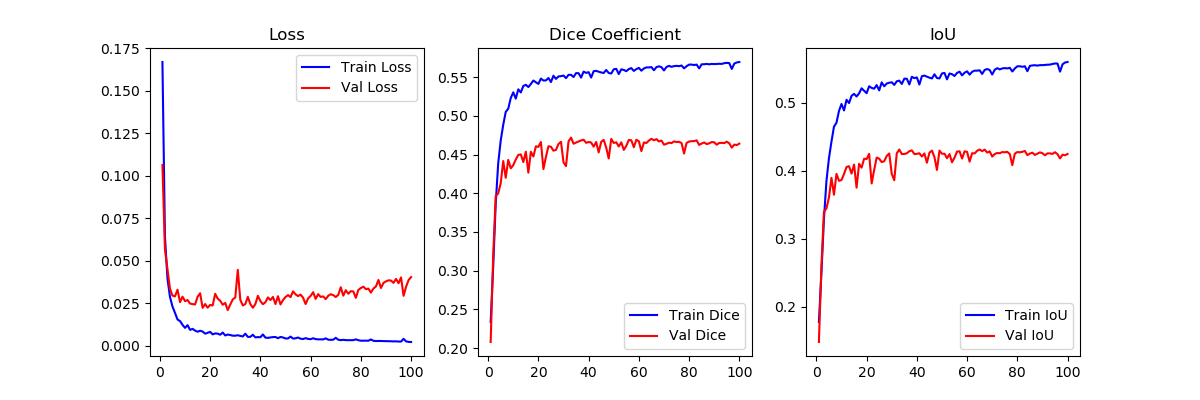 Loss
0.175
0.150
0.125
0.100
0.075
0.050
0.025
0.000
0 20 40 60 80 100
Train Loss
Val Loss
Dice Coefficient
0.55
0.50
0.45
0.40
0.35
0.30
0.25
0.20
0 20 40 60 80 100
Train Dice
Val Dice
IoU
0.5
0.4
0.3
0.2
0 20 40 60 80 100
Train IoU
Val IoU